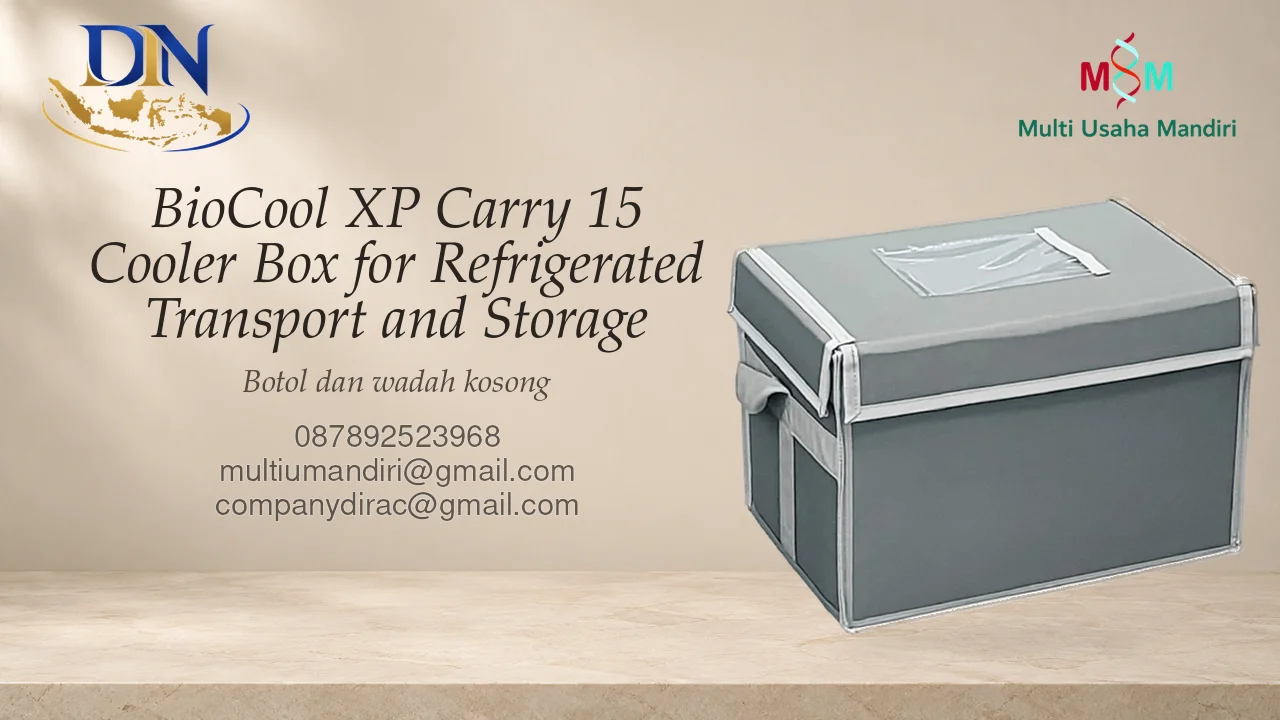 DIN
M M
Multi Usaha Mandiri
BioCool XP Carry 15
Cooler Box for Refrigerated
Transport and Storage
Botol dan wadah kosong
087892523968
multiumandiri@gmail.com
companydirac@gmail.com